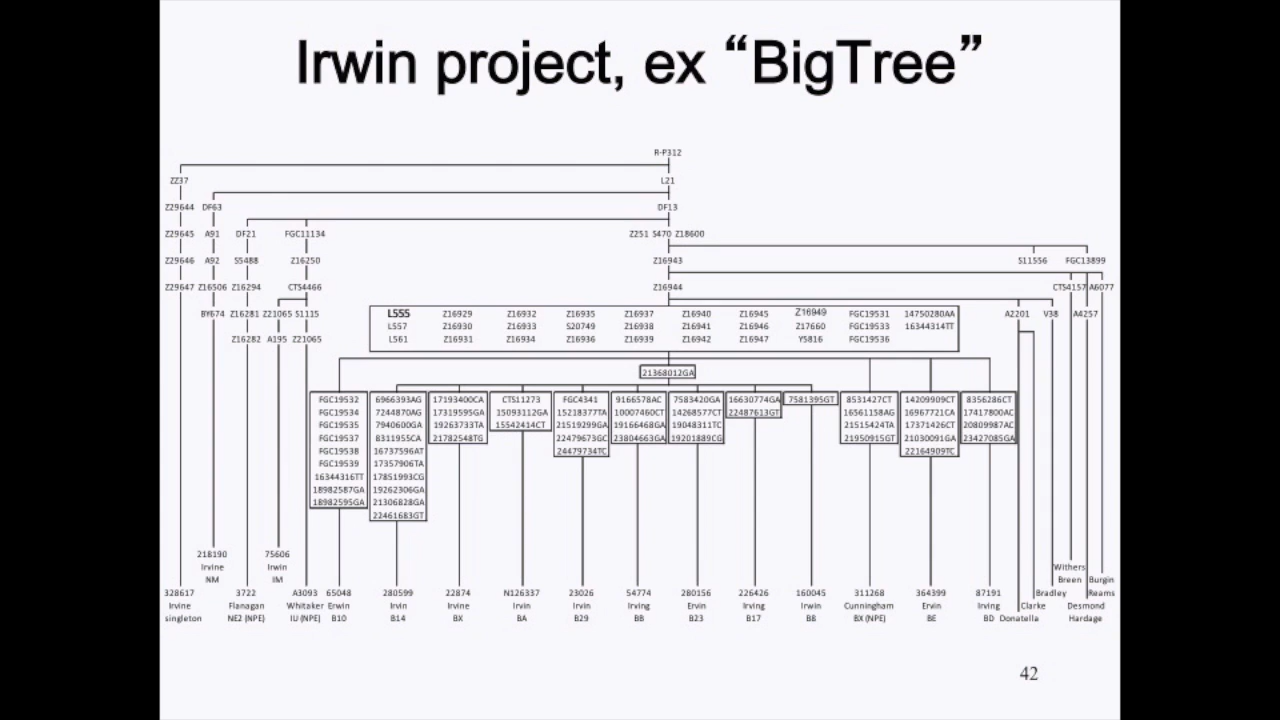 Irwin project, ex “BigTree”
R-P312
ZZ37 L21
Z29644 DF63 DF13
Z29645 A91 DF21 FGC11134 Z251 S470 Z18600
Z29646 A92 S5488 Z16250 Z16943 S11556 FGC13899
Z29647 Z16506 Z16294 CTS4466 Z16944 CTS4157 A6077
BY674 Z16281 Z21065 S1115 L555 Z16929 Z16932 Z16935 Z16937 Z16940 Z16945 Z16949 FGC19531 14750280AA A2201 V38 A4257
L557 Z16930 Z16933 S20749 Z16938 Z16941 Z16946 Z17660 FGC19533 16344314TT
Z16282 A195 Z21065 L561 Z16931 Z16934 Z16936 Z16939 Z16942 Z16947 Y5816 FGC19536
21368012GA
FGC19532 6966393AG 17193400CA CTS11273 FGC4341 9166578AC 7583420GA 16630774GA 7581395GT 8531427CT 14209909CT 8356286CT
FGC19534 7244870AG 17319595GA 15093112GA 15218377TA 10007460CT 14268577CT 22487613GT 16561158AG 16967721CA 17417800AC
FGC19535 7940600GA 19263733TA 15542414CT 21519299GA 19166468GA 19048311TC 21515424TA 17371426CT 20809987AC
FGC19537 8311955CA 21782548TG 22479673GC 23804663GA 19201889CG 21950915GT 21030091GA 23427085GA
FGC19538 16737596AT 24479734TC 22164909TC
FGC19539 17357906TA
16344316TT 17851993CG
18982587GA 19262306GA
18982595GA 21306828GA
22461683GT
218190 75606
Irvine Irwin Withers
NM IM Breen Burgin
328617 3722 A3093 65048 280599 22874 N126337 23026 54774 280156 226426 160045 311268 364399 87191 Bradley Reams
Irvine Flanagan Whitaker Erwin Irvin Irvine Irvin Irvin Irving Ervin Irving Irwin Cunningham Ervin Irving Clarke Desmond
singleton NE2 (NPE) IU (NPE) B10 B14 BX BA B29 BB B23 B17 B8 BX (NPE) BE BD Donatella Hardage
42